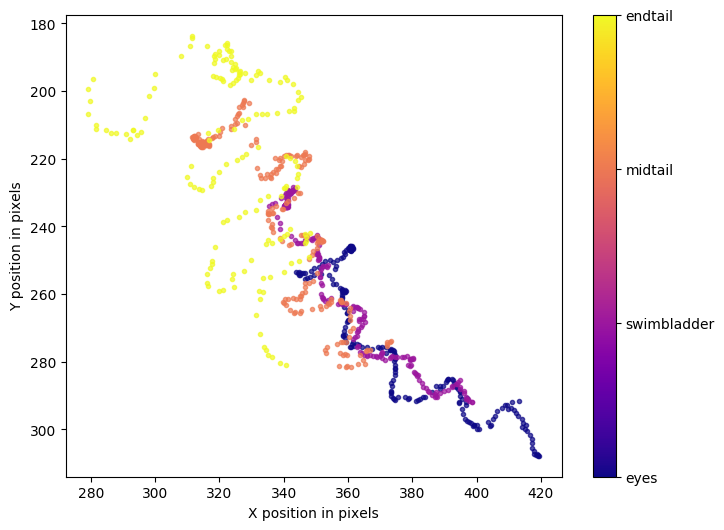 180
200
220
240
260
280
300
Y position in pixels
280
300
320
340
360
380
400
420
X position in pixels
endtail
midtail
swimbladder
eyes